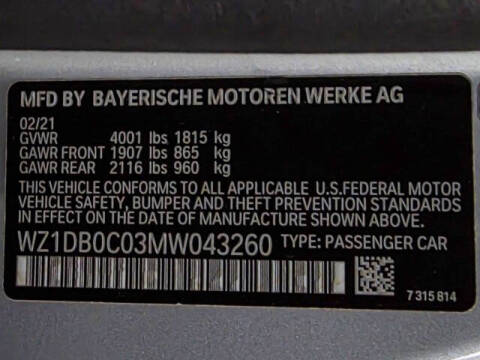 MFD BY BAYERISCHE MOTOREN WERKE AG
02/21
GVWR 4001 lbs 1815 kg
GAWR FRONT 1907 lbs 865 kg
GAWR REAR 2116 lbs 960 kg
THIS VEHICLE CONFORMS TO ALL APPLICABLE U.S.FEDERAL MOTOR
VEHICLE SAFETY, BUMPER AND THEFT PREVENTION STANDARDS
IN EFFECT ON THE DATE OF MANUFACTURE SHOWN ABOVE.
WZ1DB0C03MW043260 TYPE: PASSENGER CAR
7 315 814